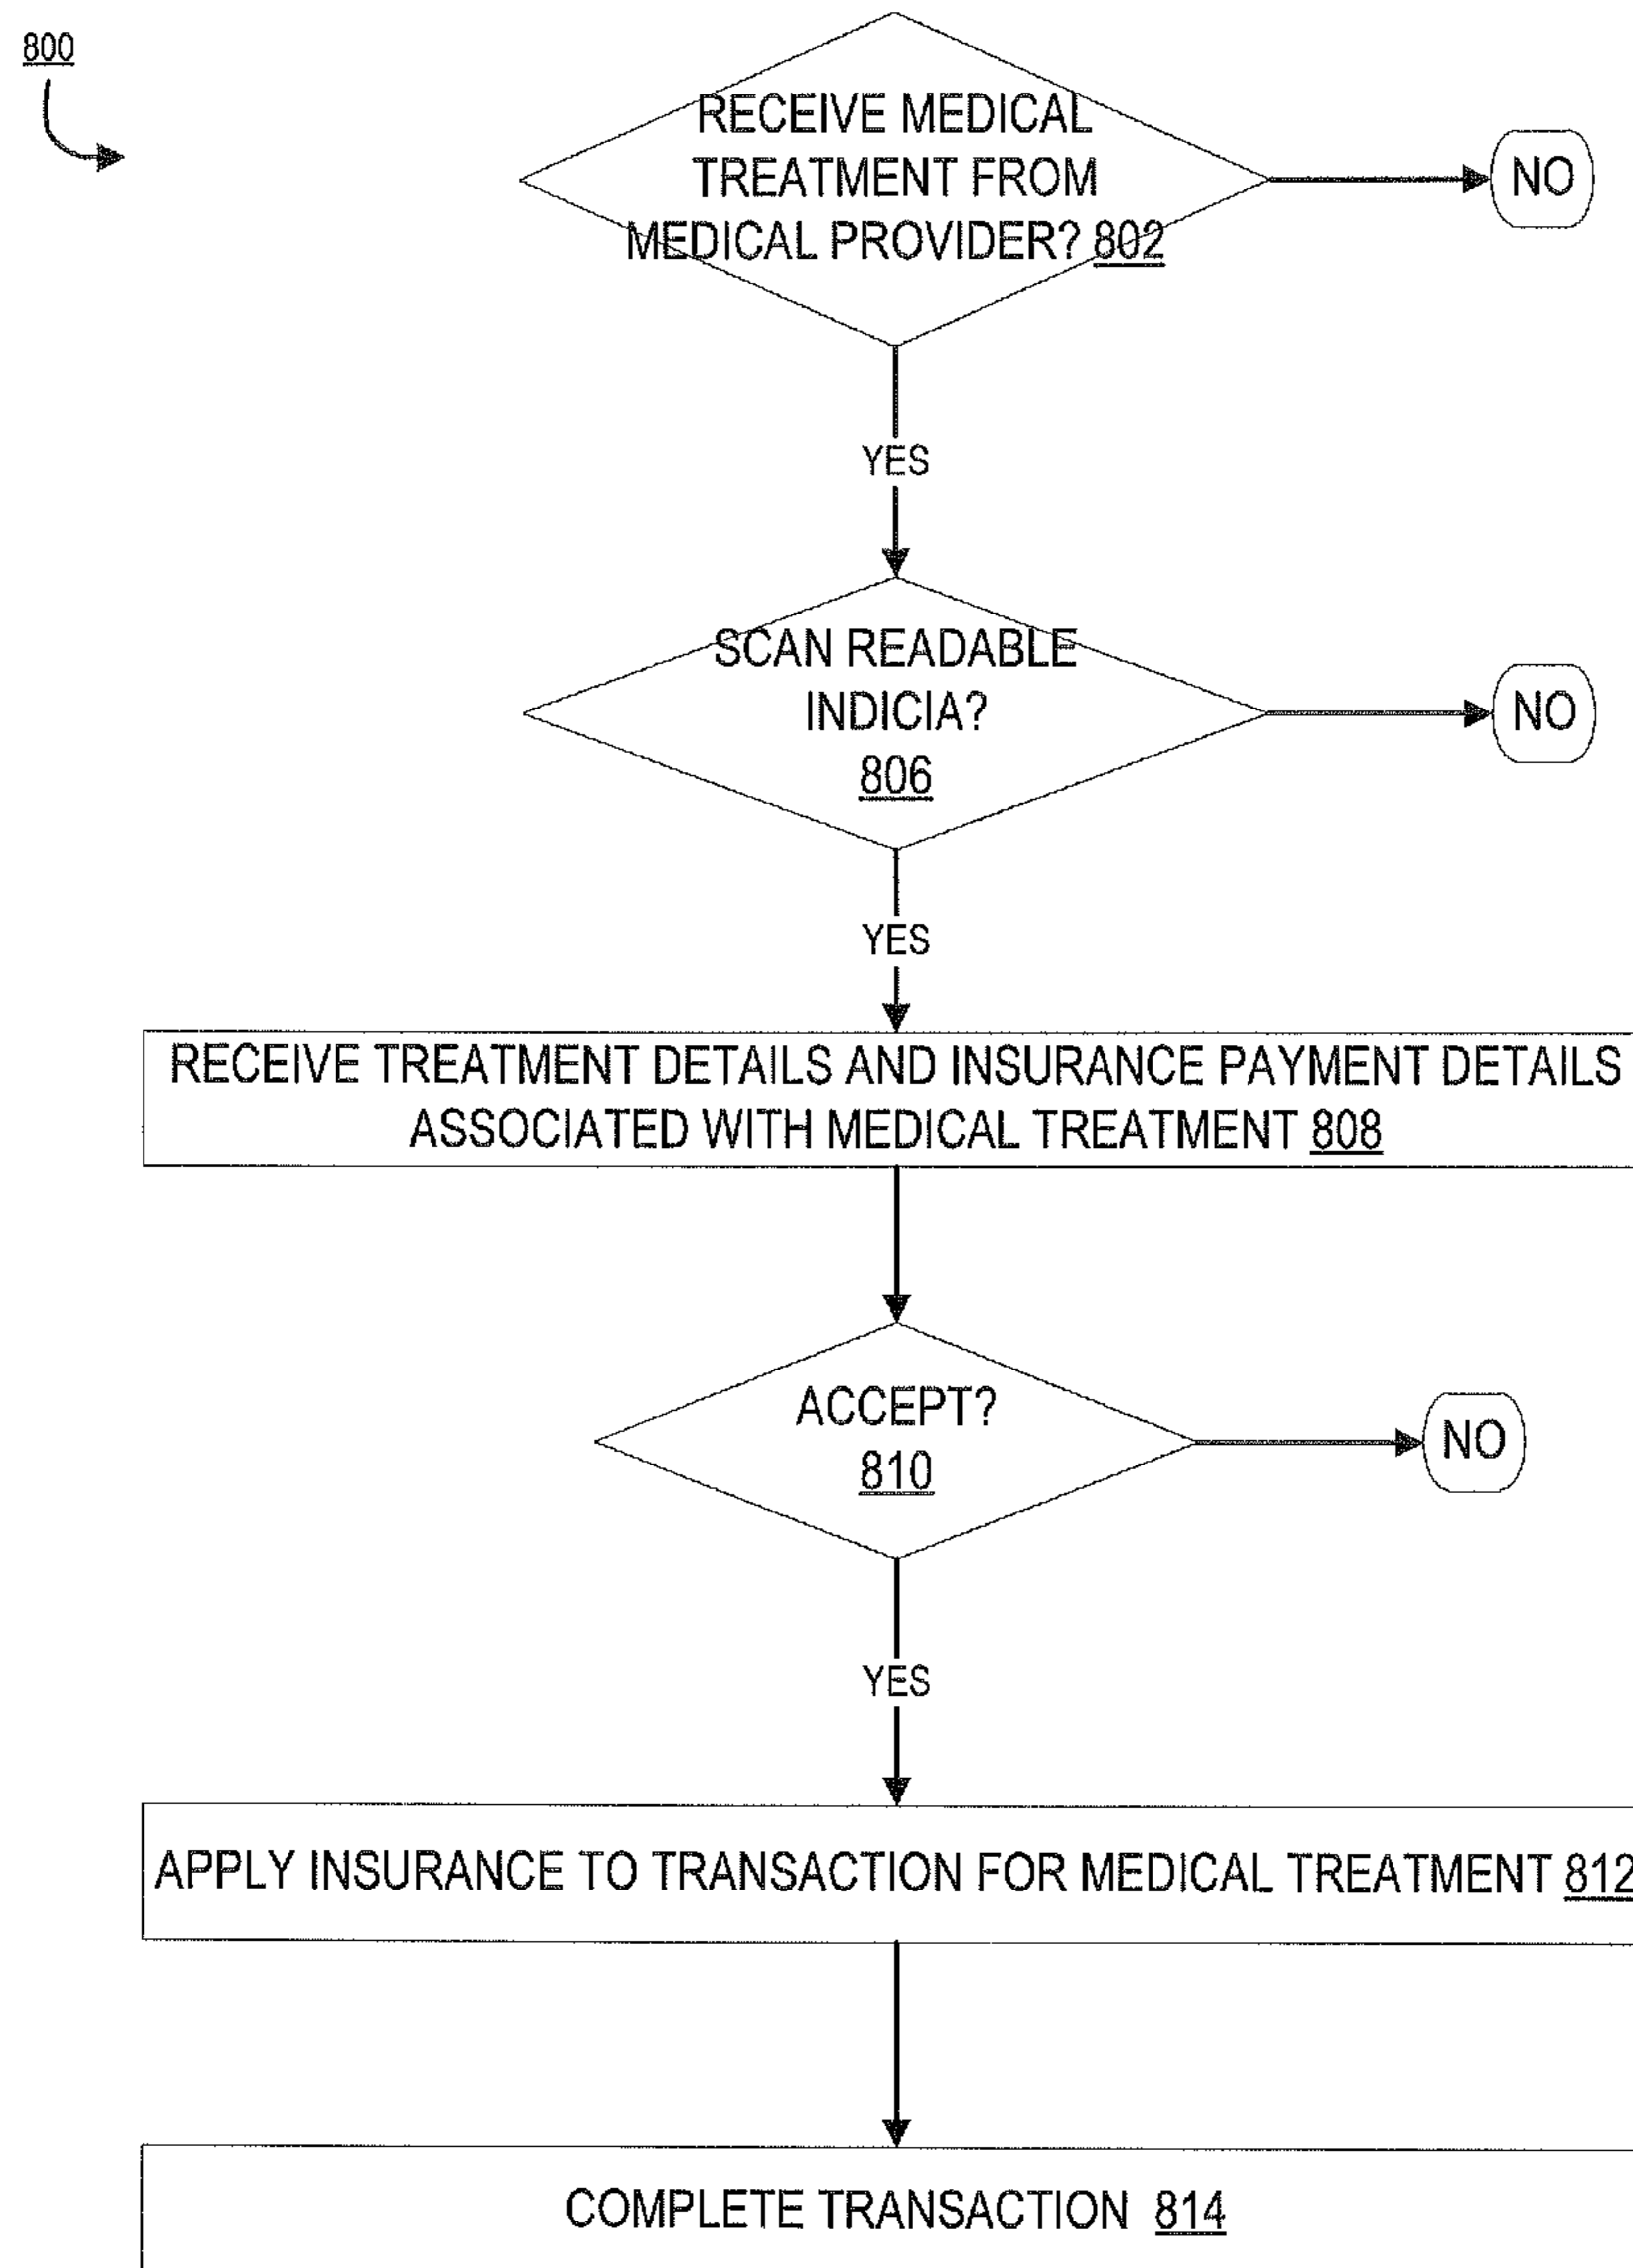 800
RECEIVE MEDICAL
TREATMENT FROM
MEDICAL PROVIDER? 802
NO
YES
SCAN READABLE
INDICIA?
806
NO
YES
RECEIVE TREATMENT DETAILS AND INSURANCE PAYMENT DETAILS
ASSOCIATED WITH MEDICAL TREATMENT 808
ACCEPT?
810
NO
YES
APPLY INSURANCE TO TRANSACTION FOR MEDICAL TREATMENT 812
COMPLETE TRANSACTION 814